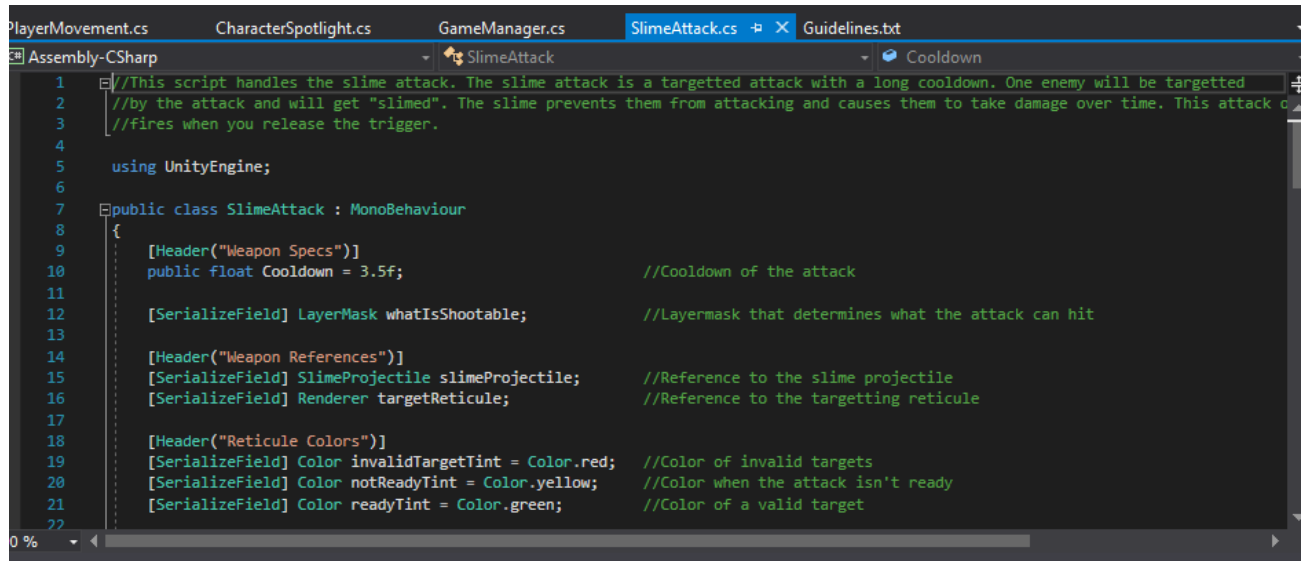 PlayerMovement.cs CharacterSpotlight.cs GameManager.cs SlimeAttack.cs Guidelines.txt
C# Assembly-CSharp SlimeAttack Cooldown
1 //This script handles the slime attack. The slime attack is a targetted attack with a long cooldown. One enemy will be targetted
2 //by the attack and will get "slimed". The slime prevents them from attacking and causes them to take damage over time. This attack
3 //fires when you release the trigger.
4
5 using UnityEngine;
6
7 public class SlimeAttack : MonoBehaviour
8 {
9 [Header("Weapon Specs")]
10 public float Cooldown = 3.5f; //Cooldown of the attack
11
12 [SerializeField] LayerMask whatIsShootable; //Layermask that determines what the attack can hit
13
14 [Header("Weapon References")]
15 [SerializeField] SlimeProjectile slimeProjectile; //Reference to the slime projectile
16 [SerializeField] Renderer targetReticule; //Reference to the targetting reticule
17
18 [Header("Reticule Colors")]
19 [SerializeField] Color invalidTargetTint = Color.red; //Color of invalid targets
20 [SerializeField] Color notReadyTint = Color.yellow; //Color when the attack isn't ready
21 [SerializeField] Color readyTint = Color.green; //Color of a valid target
22
0 %